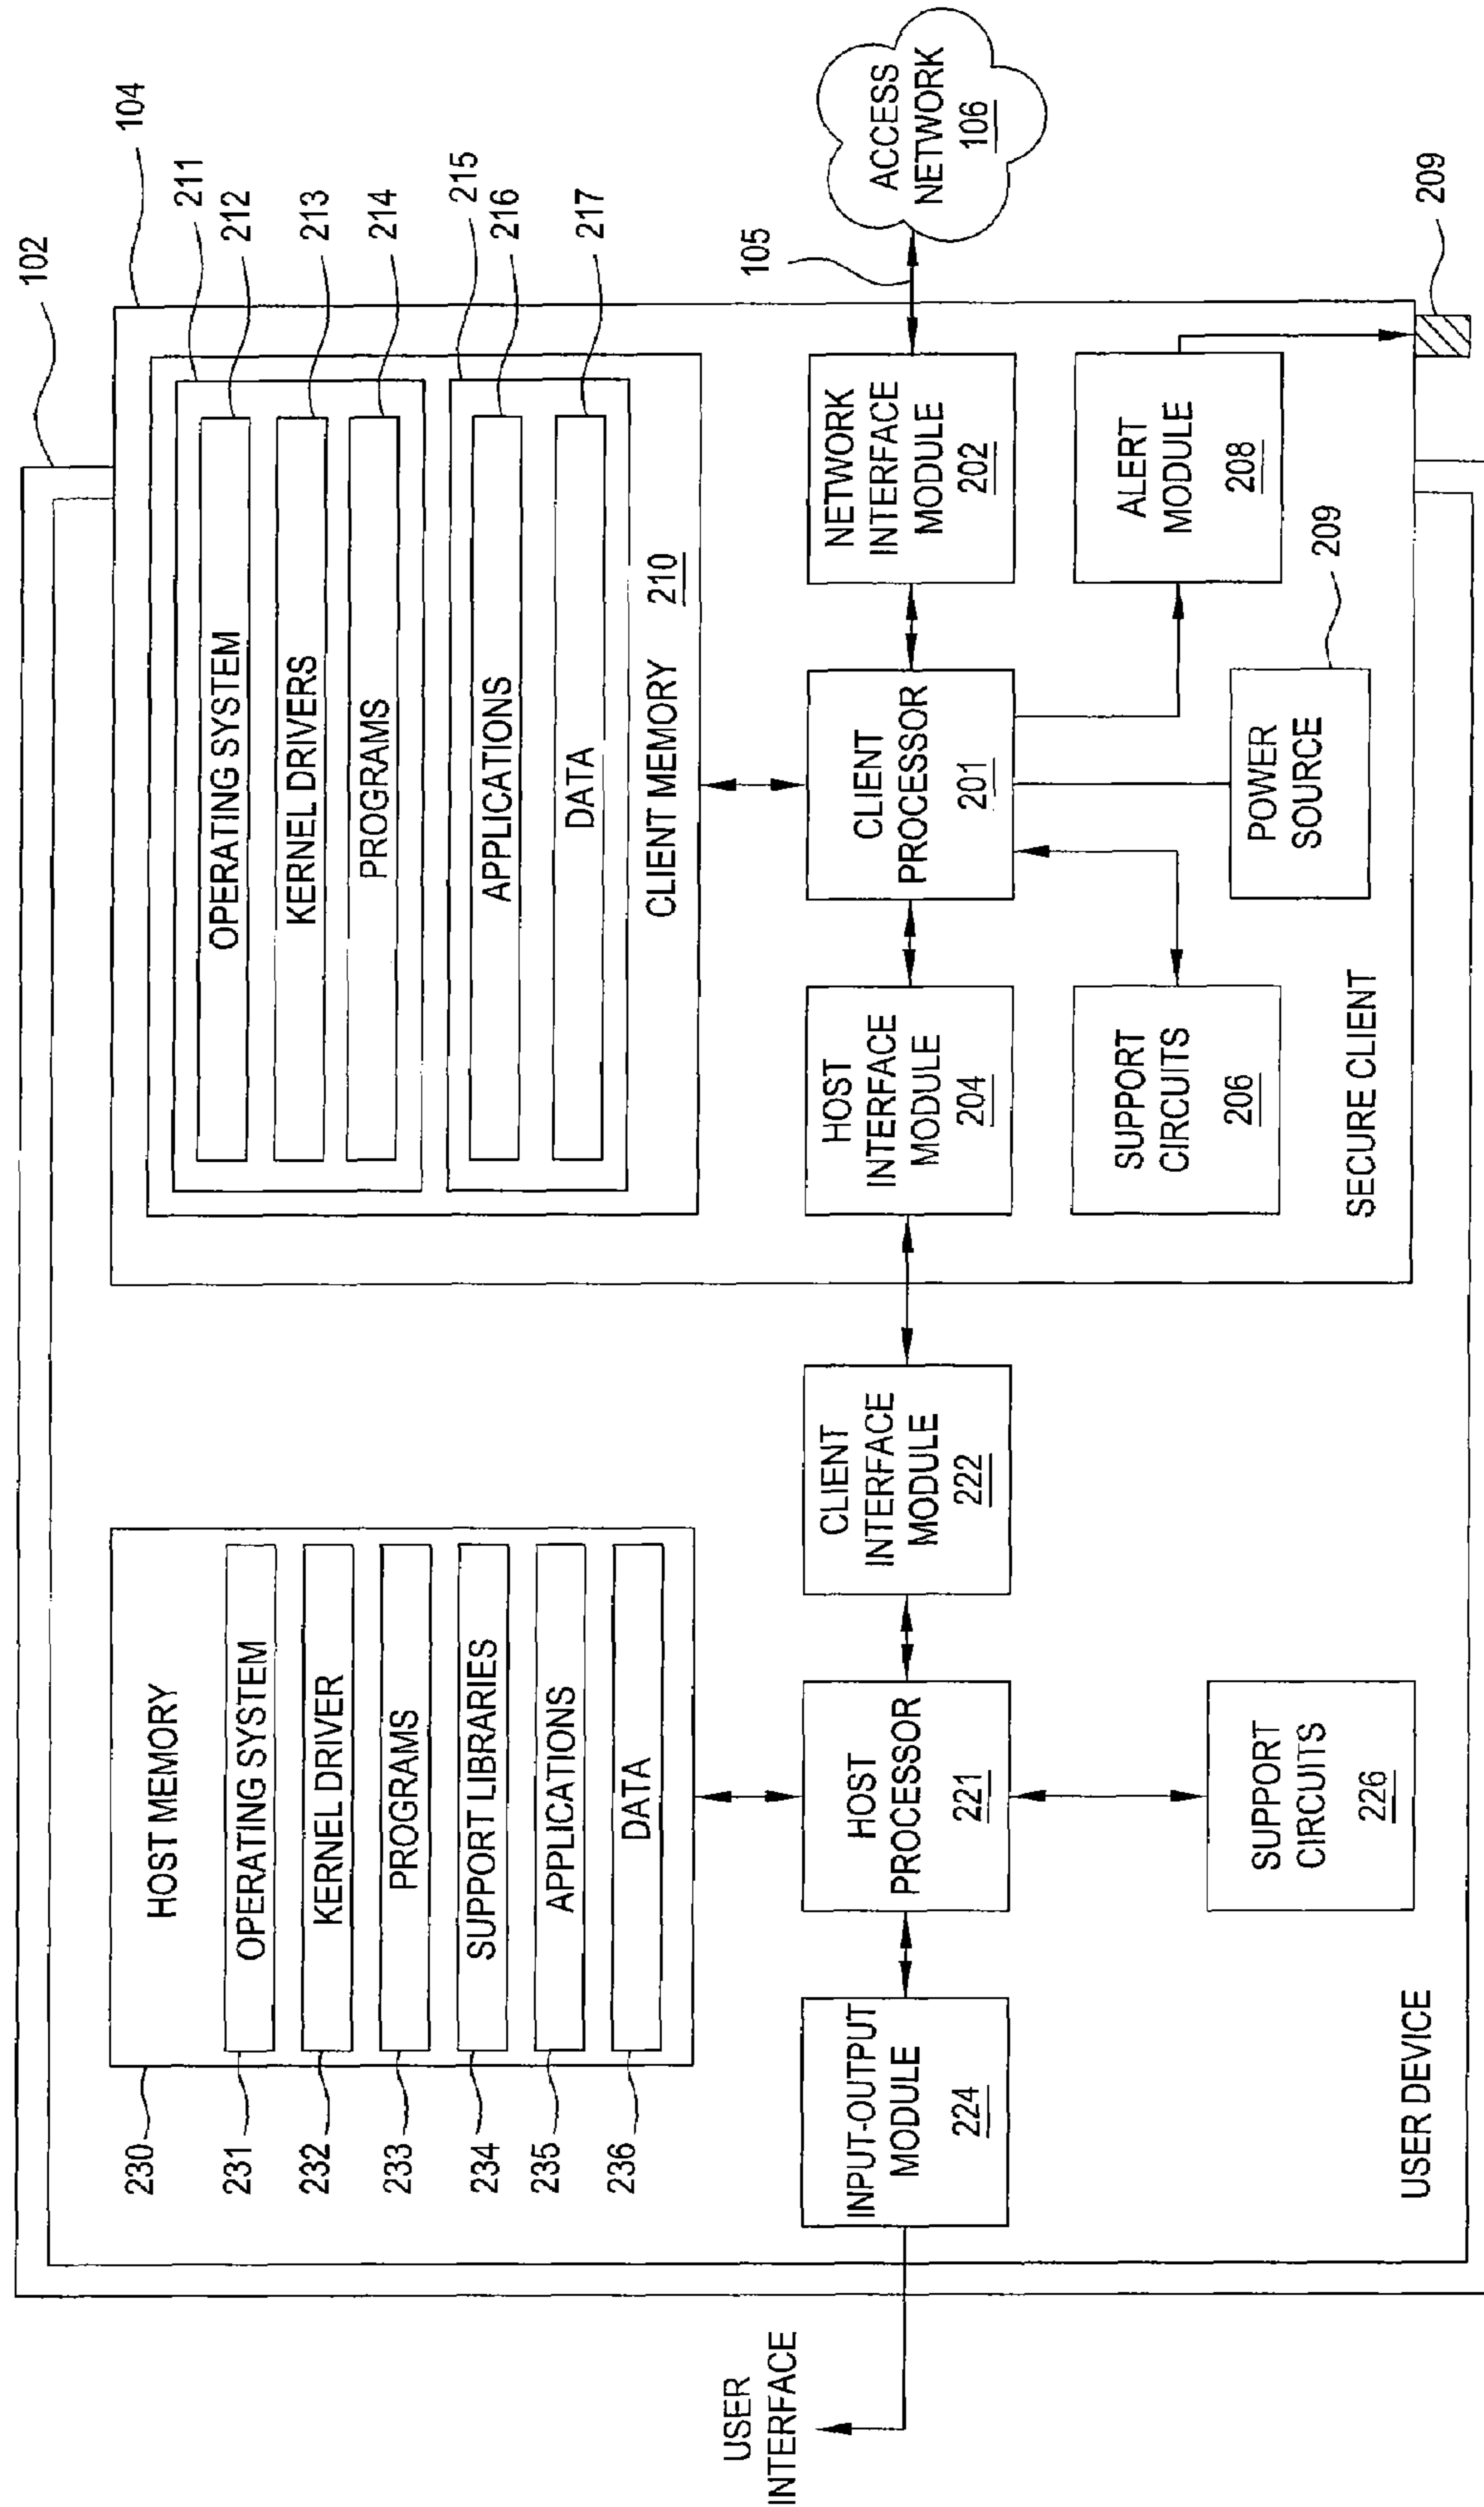 102
104
HOST MEMORY
230
OPERATING SYSTEM
231
KERNEL DRIVER
232
PROGRAMS
233
SUPPORT LIBRARIES
234
APPLICATIONS
235
DATA
236
211
OPERATING SYSTEM
212
KERNEL DRIVERS
213
PROGRAMS
214
215
APPLICATIONS
216
DATA
217
CLIENT MEMORY
210
USER
INTERFACE
INPUT-OUTPUT
MODULE
224
HOST
PROCESSOR
221
CLIENT
INTERFACE
MODULE
222
HOST
INTERFACE
MODULE
204
CLIENT
PROCESSOR
201
NETWORK
INTERFACE
MODULE
202
105
ACCESS
NETWORK
106
SUPPORT
CIRCUITS
226
SUPPORT
CIRCUITS
206
POWER
SOURCE
209
ALERT
MODULE
208
209
SECURE CLIENT
USER DEVICE